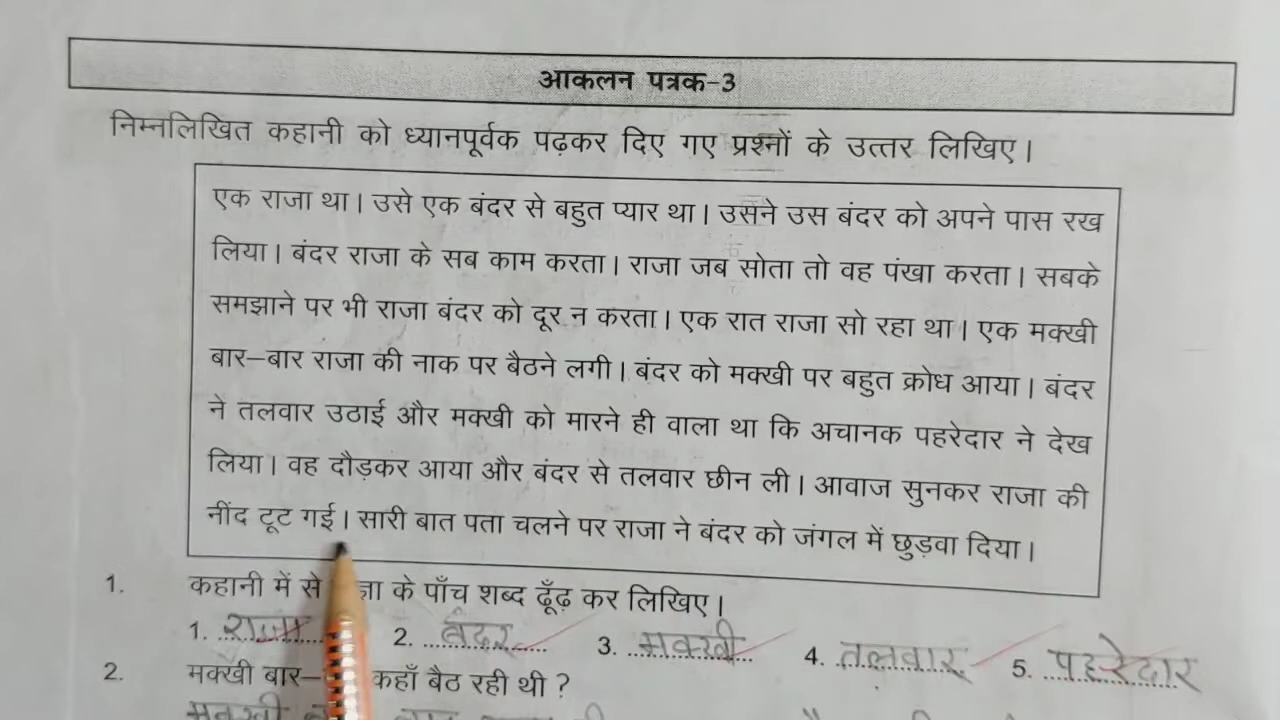 आकलन पत्रक-3
निम्नलिखित कहानी को ध्यानपूर्वक पढ़कर दिए गए प्रश्नों के उत्तर लिखिए।
एक राजा था। उसे एक बंदर से बहुत प्यार था। उसने उस बंदर को अपने पास रख
लिया। बंदर राजा के सब काम करता। राजा जब सोता तो वह पंखा करता। सबके
समझाने पर भी राजा बंदर को दूर न करता। एक रात राजा सो रहा था। एक मक्खी
बार–बार राजा की नाक पर बैठने लगी। बंदर को मक्खी पर बहुत क्रोध आया। बंदर
ने तलवार उठाई और मक्खी को मारने ही वाला था कि अचानक पहरेदार ने देख
लिया। वह दौड़कर आया और बंदर से तलवार छीन ली। आवाज सुनकर राजा की
नींद टूट गई। सारी बात पता चलने पर राजा ने बंदर को जंगल में छुड़वा दिया।
1. कहानी में से के पाँच शब्द ढूँढ़ कर लिखिए।
1. राजा 2. बंदर 3. मक्खी 4. तलवार 5. पहरेदार
2. मक्खी बार– कहाँ बैठ रही थी ?
मक्खी